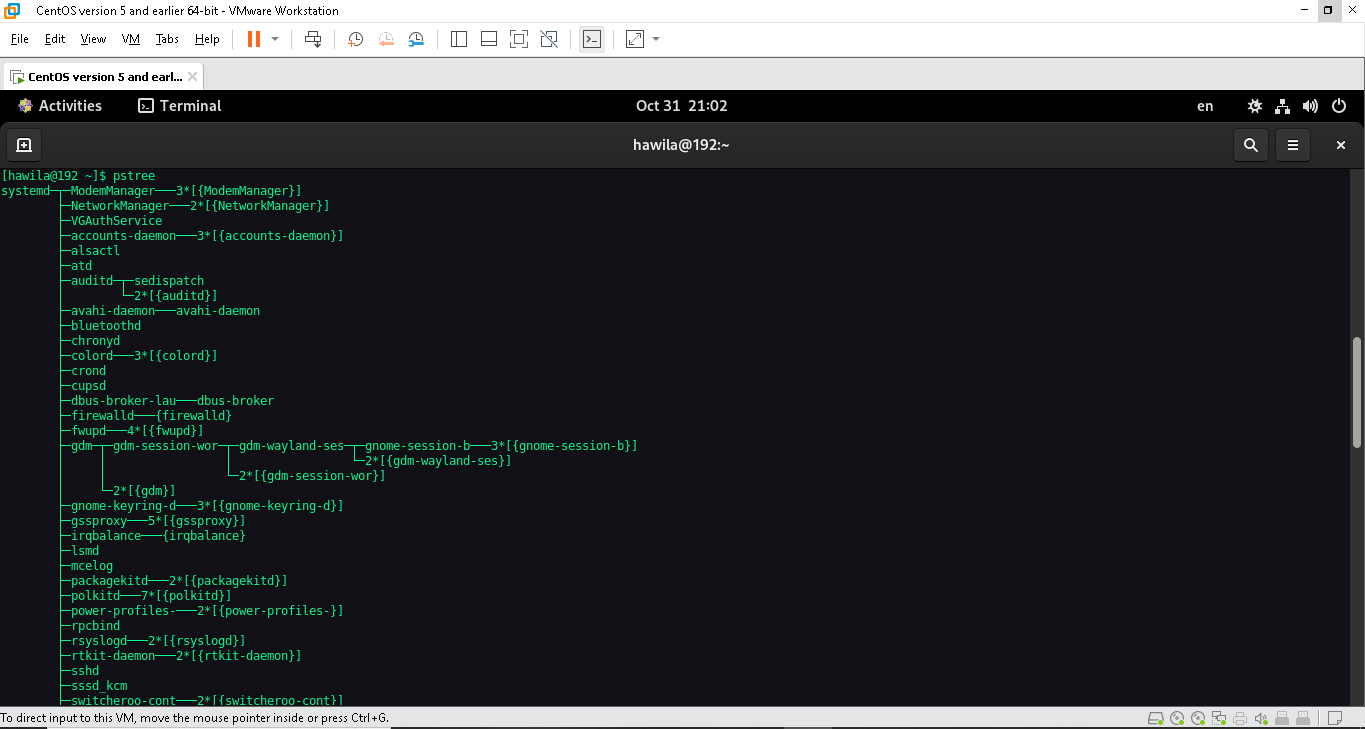 CentOS version 5 and earlier 64-bit - VMware Workstation
File Edit View VM Tabs Help
CentOS version 5 and earl...
Activities Terminal Oct 31 21:02 en
hawila@192:~
[hawila@192 ~]$ pstree
systemd─┬─ModemManager───3*[{ModemManager}]
        ├─NetworkManager───2*[{NetworkManager}]
        ├─VGAuthService
        ├─accounts-daemon───3*[{accounts-daemon}]
        ├─alsactl
        ├─atd
        ├─auditd─┬─sedispatch
        │        └─2*[{auditd}]
        ├─avahi-daemon───avahi-daemon
        ├─bluetoothd
        ├─chronyd
        ├─colord───3*[{colord}]
        ├─crond
        ├─cupsd
        ├─dbus-broker-lau───dbus-broker
        ├─firewalld───{firewalld}
        ├─fwupd───4*[{fwupd}]
        ├─gdm─┬─gdm-session-wor─┬─gdm-wayland-ses─┬─gnome-session-b───3*[{gnome-session-b}]
        │     │                 │                 └─2*[{gdm-wayland-ses}]
        │     │                 └─2*[{gdm-session-wor}]
        │     └─2*[{gdm}]
        ├─gnome-keyring-d───3*[{gnome-keyring-d}]
        ├─gssproxy───5*[{gssproxy}]
        ├─irqbalance───{irqbalance}
        ├─lsmd
        ├─mcelog
        ├─packagekitd───2*[{packagekitd}]
        ├─polkitd───7*[{polkitd}]
        ├─power-profiles-───2*[{power-profiles-}]
        ├─rpcbind
        ├─rsyslogd───2*[{rsyslogd}]
        ├─rtkit-daemon───2*[{rtkit-daemon}]
        ├─sshd
        ├─sssd_kcm
        ├─switcheroo-cont───2*[{switcheroo-cont}]
To direct input to this VM, move the mouse pointer inside or press Ctrl+G.